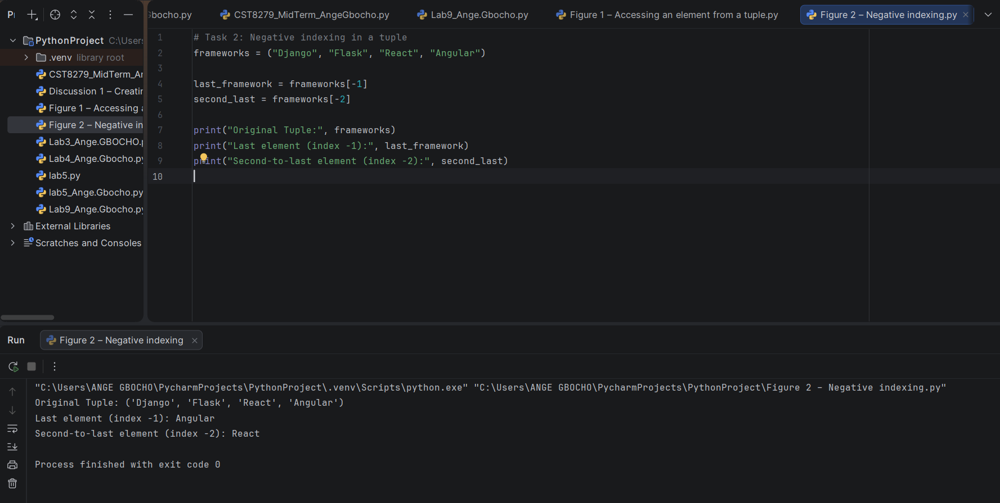 Gbocho.py
CST8279_MidTerm_AngeGbocho.py
Lab9_Ange.Gbocho.py
Figure 1 – Accessing an element from a tuple.py
Figure 2 – Negative indexing.py
PythonProject C:\Users
.venv library root
CST8279_MidTerm_A
Discussion 1 – Creati
Figure 1 – Accessing
Figure 2 – Negative in
Lab3_Ange.GBOCHO.
Lab4_Ange.Gbocho.py
lab5.py
lab5_Ange.Gbocho.py
Lab9_Ange.Gbocho.py
External Libraries
Scratches and Consoles
1 # Task 2: Negative indexing in a tuple
2 frameworks = ("Django", "Flask", "React", "Angular")
3
4 last_framework = frameworks[-1]
5 second_last = frameworks[-2]
6
7 print("Original Tuple:", frameworks)
8 print("Last element (index -1):", last_framework)
9 print("Second-to-last element (index -2):", second_last)
10
Run
Figure 2 – Negative indexing
"C:\Users\ANGE GBOCHO\PycharmProjects\PythonProject\.venv\Scripts\python.exe" "C:\Users\ANGE GBOCHO\PycharmProjects\PythonProject\Figure 2 – Negative indexing.py"
Original Tuple: ('Django', 'Flask', 'React', 'Angular')
Last element (index -1): Angular
Second-to-last element (index -2): React
Process finished with exit code 0